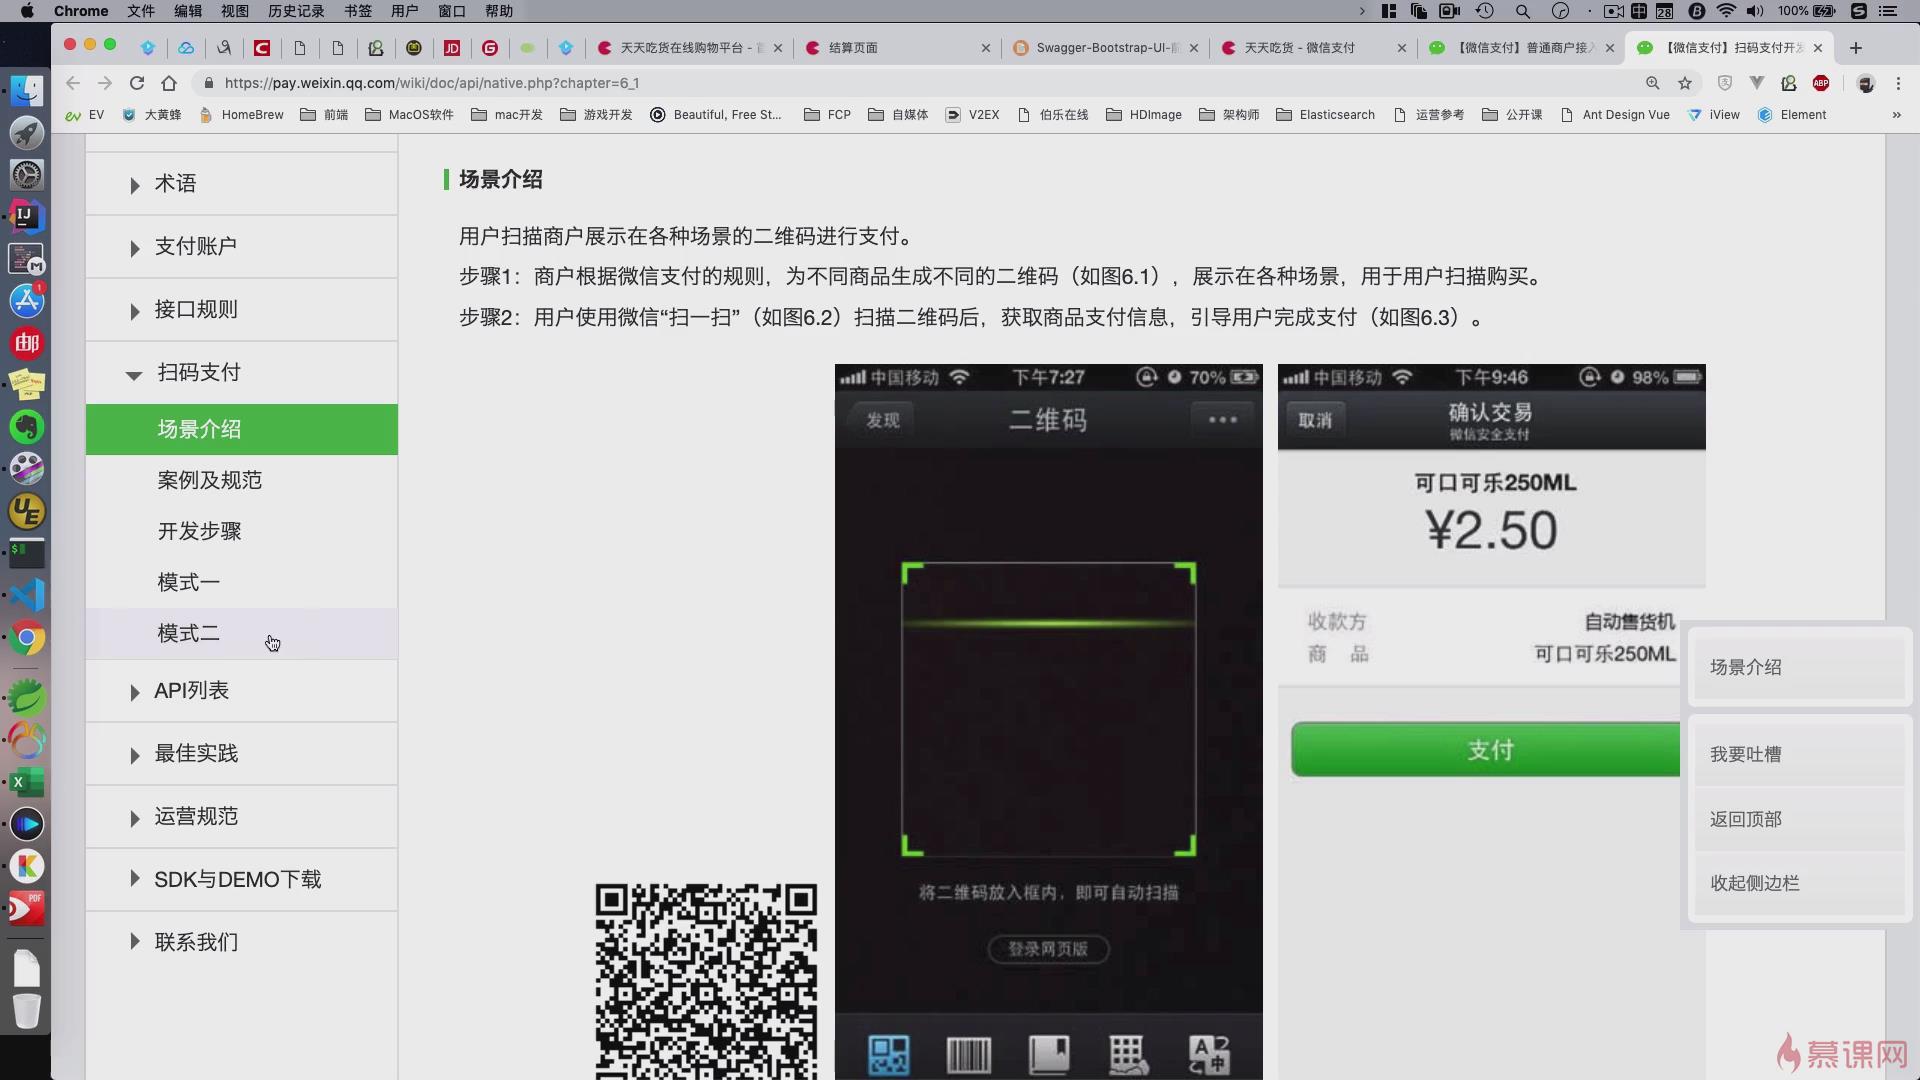 Chrome 文件 编辑 视图 历史记录 书签 用户 窗口 帮助
中 28 100%
天天吃货在线购物平台 - 首
结算页面
Swagger-Bootstrap-UI-
天天吃货 - 微信支付
【微信支付】普通商户接入
【微信支付】扫码支付开发
https://pay.weixin.qq.com/wiki/doc/api/native.php?chapter=6_1
ABP
EV 大黄蜂 HomeBrew 前端 MacOS软件 mac开发 游戏开发 Beautiful, Free St... FCP 自媒体 V2EX 伯乐在线 HDImage 架构师 Elasticsearch 运营参考 公开课 Ant Design Vue iView Element »
术语
支付账户
接口规则
扫码支付
场景介绍
案例及规范
开发步骤
模式一
模式二
API列表
最佳实践
运营规范
SDK与DEMO下载
联系我们
场景介绍
用户扫描商户展示在各种场景的二维码进行支付。
步骤1：商户根据微信支付的规则，为不同商品生成不同的二维码（如图6.1），展示在各种场景，用于用户扫描购买。
步骤2：用户使用微信“扫一扫”（如图6.2）扫描二维码后，获取商品支付信息，引导用户完成支付（如图6.3）。
中国移动 下午7:27 70%
发现 二维码
将二维码放入框内，即可自动扫描
登录网页版
中国移动 下午9:46 98%
取消 确认交易
微信安全支付
可口可乐250ML
¥2.50
收款方 自动售货机
商 品 可口可乐250ML
支付
场景介绍
我要吐槽
返回顶部
收起侧边栏
慕课网